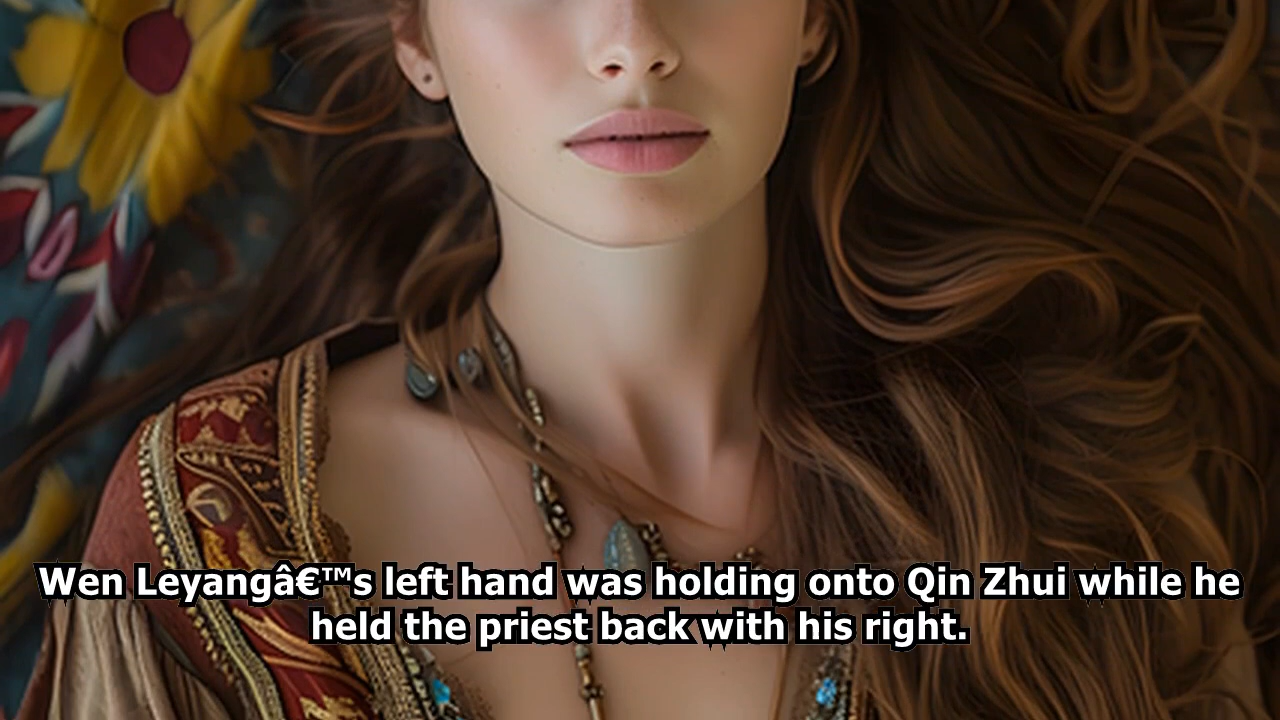 Wen Leyangâ€™s left hand was holding onto Qin Zhui while he
held the priest back with his right.